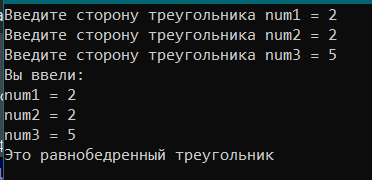 Введите сторону треугольника num1 = 2
Введите сторону треугольника num2 = 2
Введите сторону треугольника num3 = 5
Вы ввели:
num1 = 2
num2 = 2
num3 = 5
Это равнобедренный треугольник